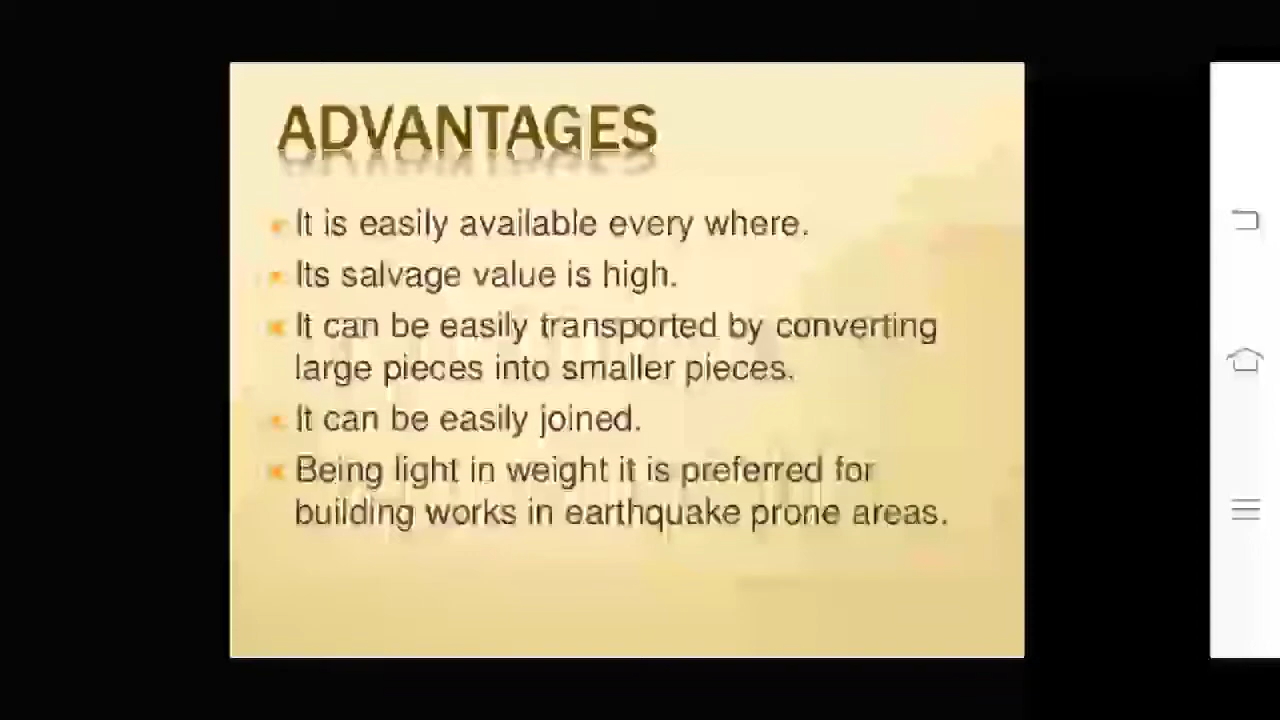 ADVANTAGES
It is easily available every where.
Its salvage value is high.
It can be easily transported by converting
large pieces into smaller pieces.
It can be easily joined.
Being light in weight it is preferred for
building works in earthquake prone areas.